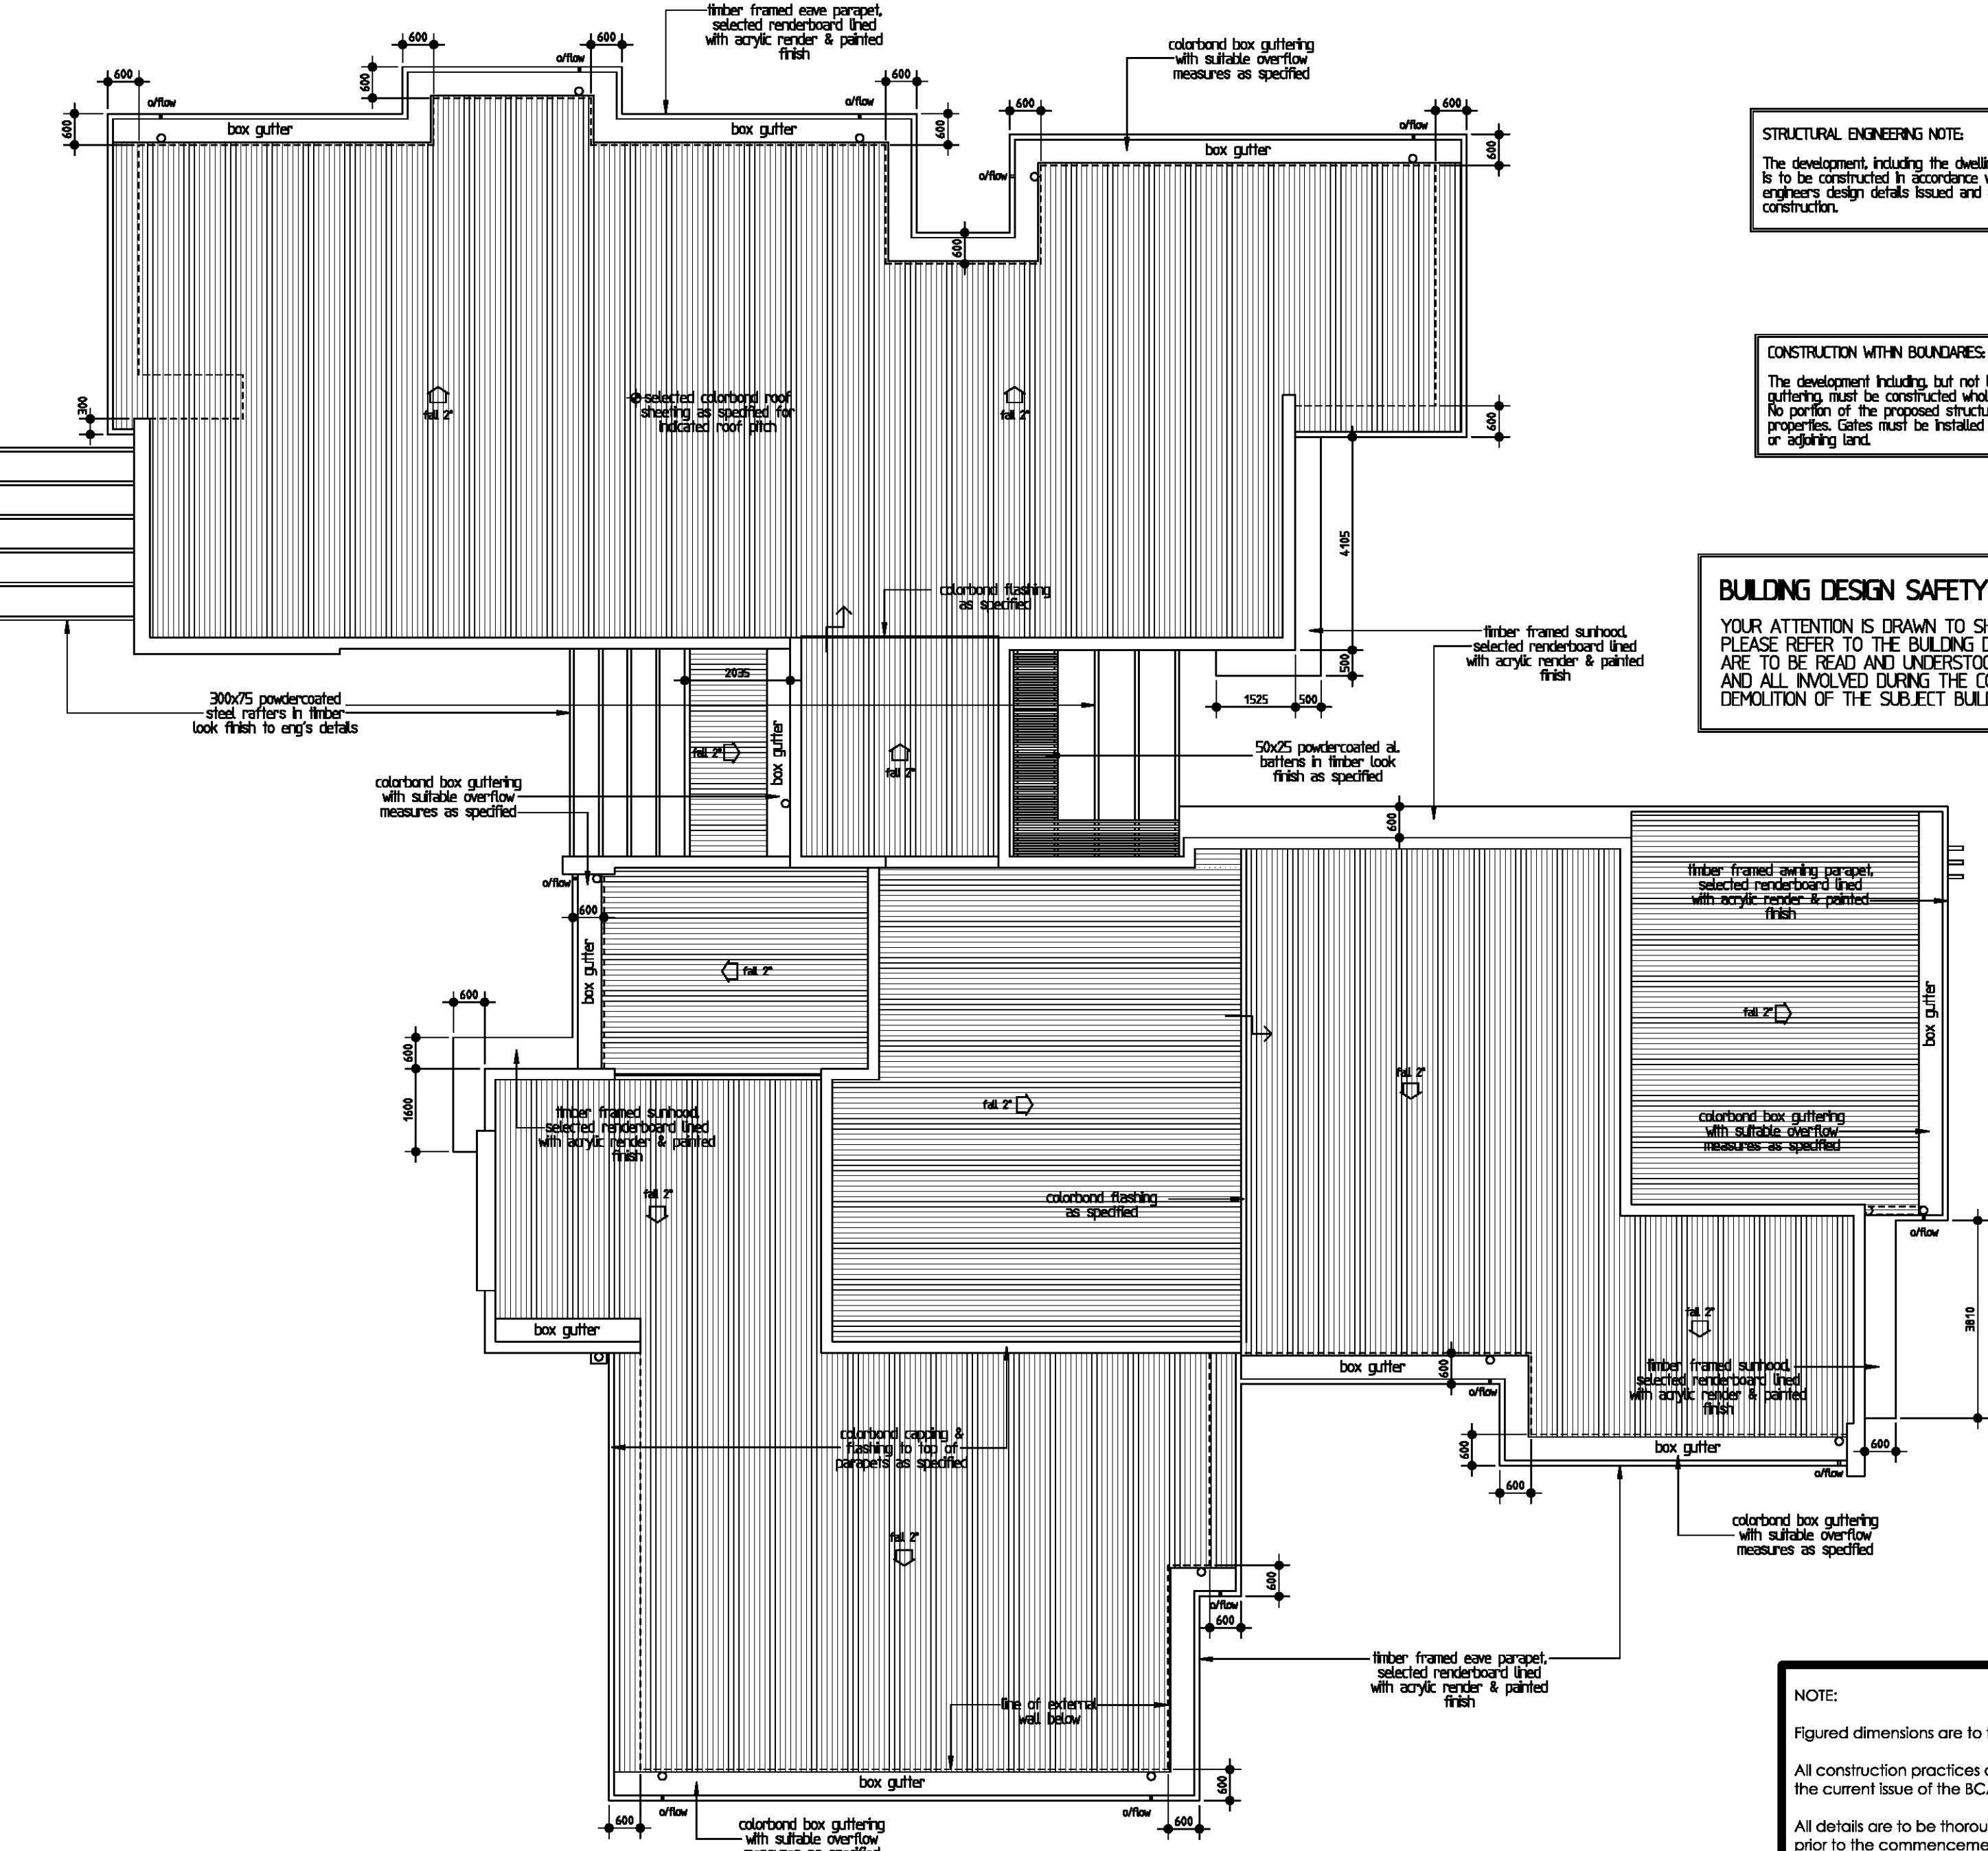 timber framed eave parapet,
selected renderboard lined
with acrylic render & painted
finish
colorbond box guttering
with suitable overflow
measures as specified
600
600
o/flow
600
600
o/flow
600
box gutter
box gutter
o/flow
600
600
600
box gutter
o/flow
600
600
o/flow
600
STRUCTURAL ENGINEERING NOTE:
The development, including the dwelli
is to be constructed in accordance
engineers design details issued and
construction.
CONSTRUCTION WITHIN BOUNDARIES:
The development including, but not
guttering, must be constructed whol
No portion of the proposed structu
properties. Gates must be installed
or adjoining land.
300
fall 2°
selected colorbond roof
sheeting as specified for
indicated roof pitch
fall 2°
600
4105
BUILDING DESIGN SAFETY
YOUR ATTENTION IS DRAWN TO SH
PLEASE REFER TO THE BUILDING D
ARE TO BE READ AND UNDERSTOO
AND ALL INVOLVED DURING THE CO
DEMOLITION OF THE SUBJECT BUIL
colorbond flashing
as specified
timber framed sunhood,
selected renderboard lined
with acrylic render & painted
finish
500
1525
500
2035
300x75 powdercoated
steel rafters in timber
look finish to eng's details
fall 2°
box gutter
fall 2°
50x25 powdercoated al.
battens in timber look
finish as specified
colorbond box guttering
with suitable overflow
measures as specified
600
o/flow
600
box gutter
fall 2°
timber framed awning parapet,
selected renderboard lined
with acrylic render & painted
finish
fall 2°
box gutter
600
600
1600
timber framed sunhood,
selected renderboard lined
with acrylic render & painted
finish
fall 2°
fall 2°
fall 2°
colorbond box guttering
with suitable overflow
measures as specified
colorbond flashing
as specified
o/flow
3810
box gutter
box gutter
600
o/flow
fall 2°
timber framed sunhood,
selected renderboard lined
with acrylic render & painted
finish
colorbond capping &
flashing to top of
parapets as specified
600
box gutter
600
o/flow
600
fall 2°
colorbond box guttering
with suitable overflow
measures as specified
600
o/flow
600
timber framed eave parapet,
selected renderboard lined
with acrylic render & painted
finish
line of external
wall below
box gutter
600
o/flow
o/flow
600
600
colorbond box guttering
with suitable overflow
measures as specified
NOTE:
Figured dimensions are to
All construction practices
the current issue of the BC
All details are to be thorou
prior to the commenceme